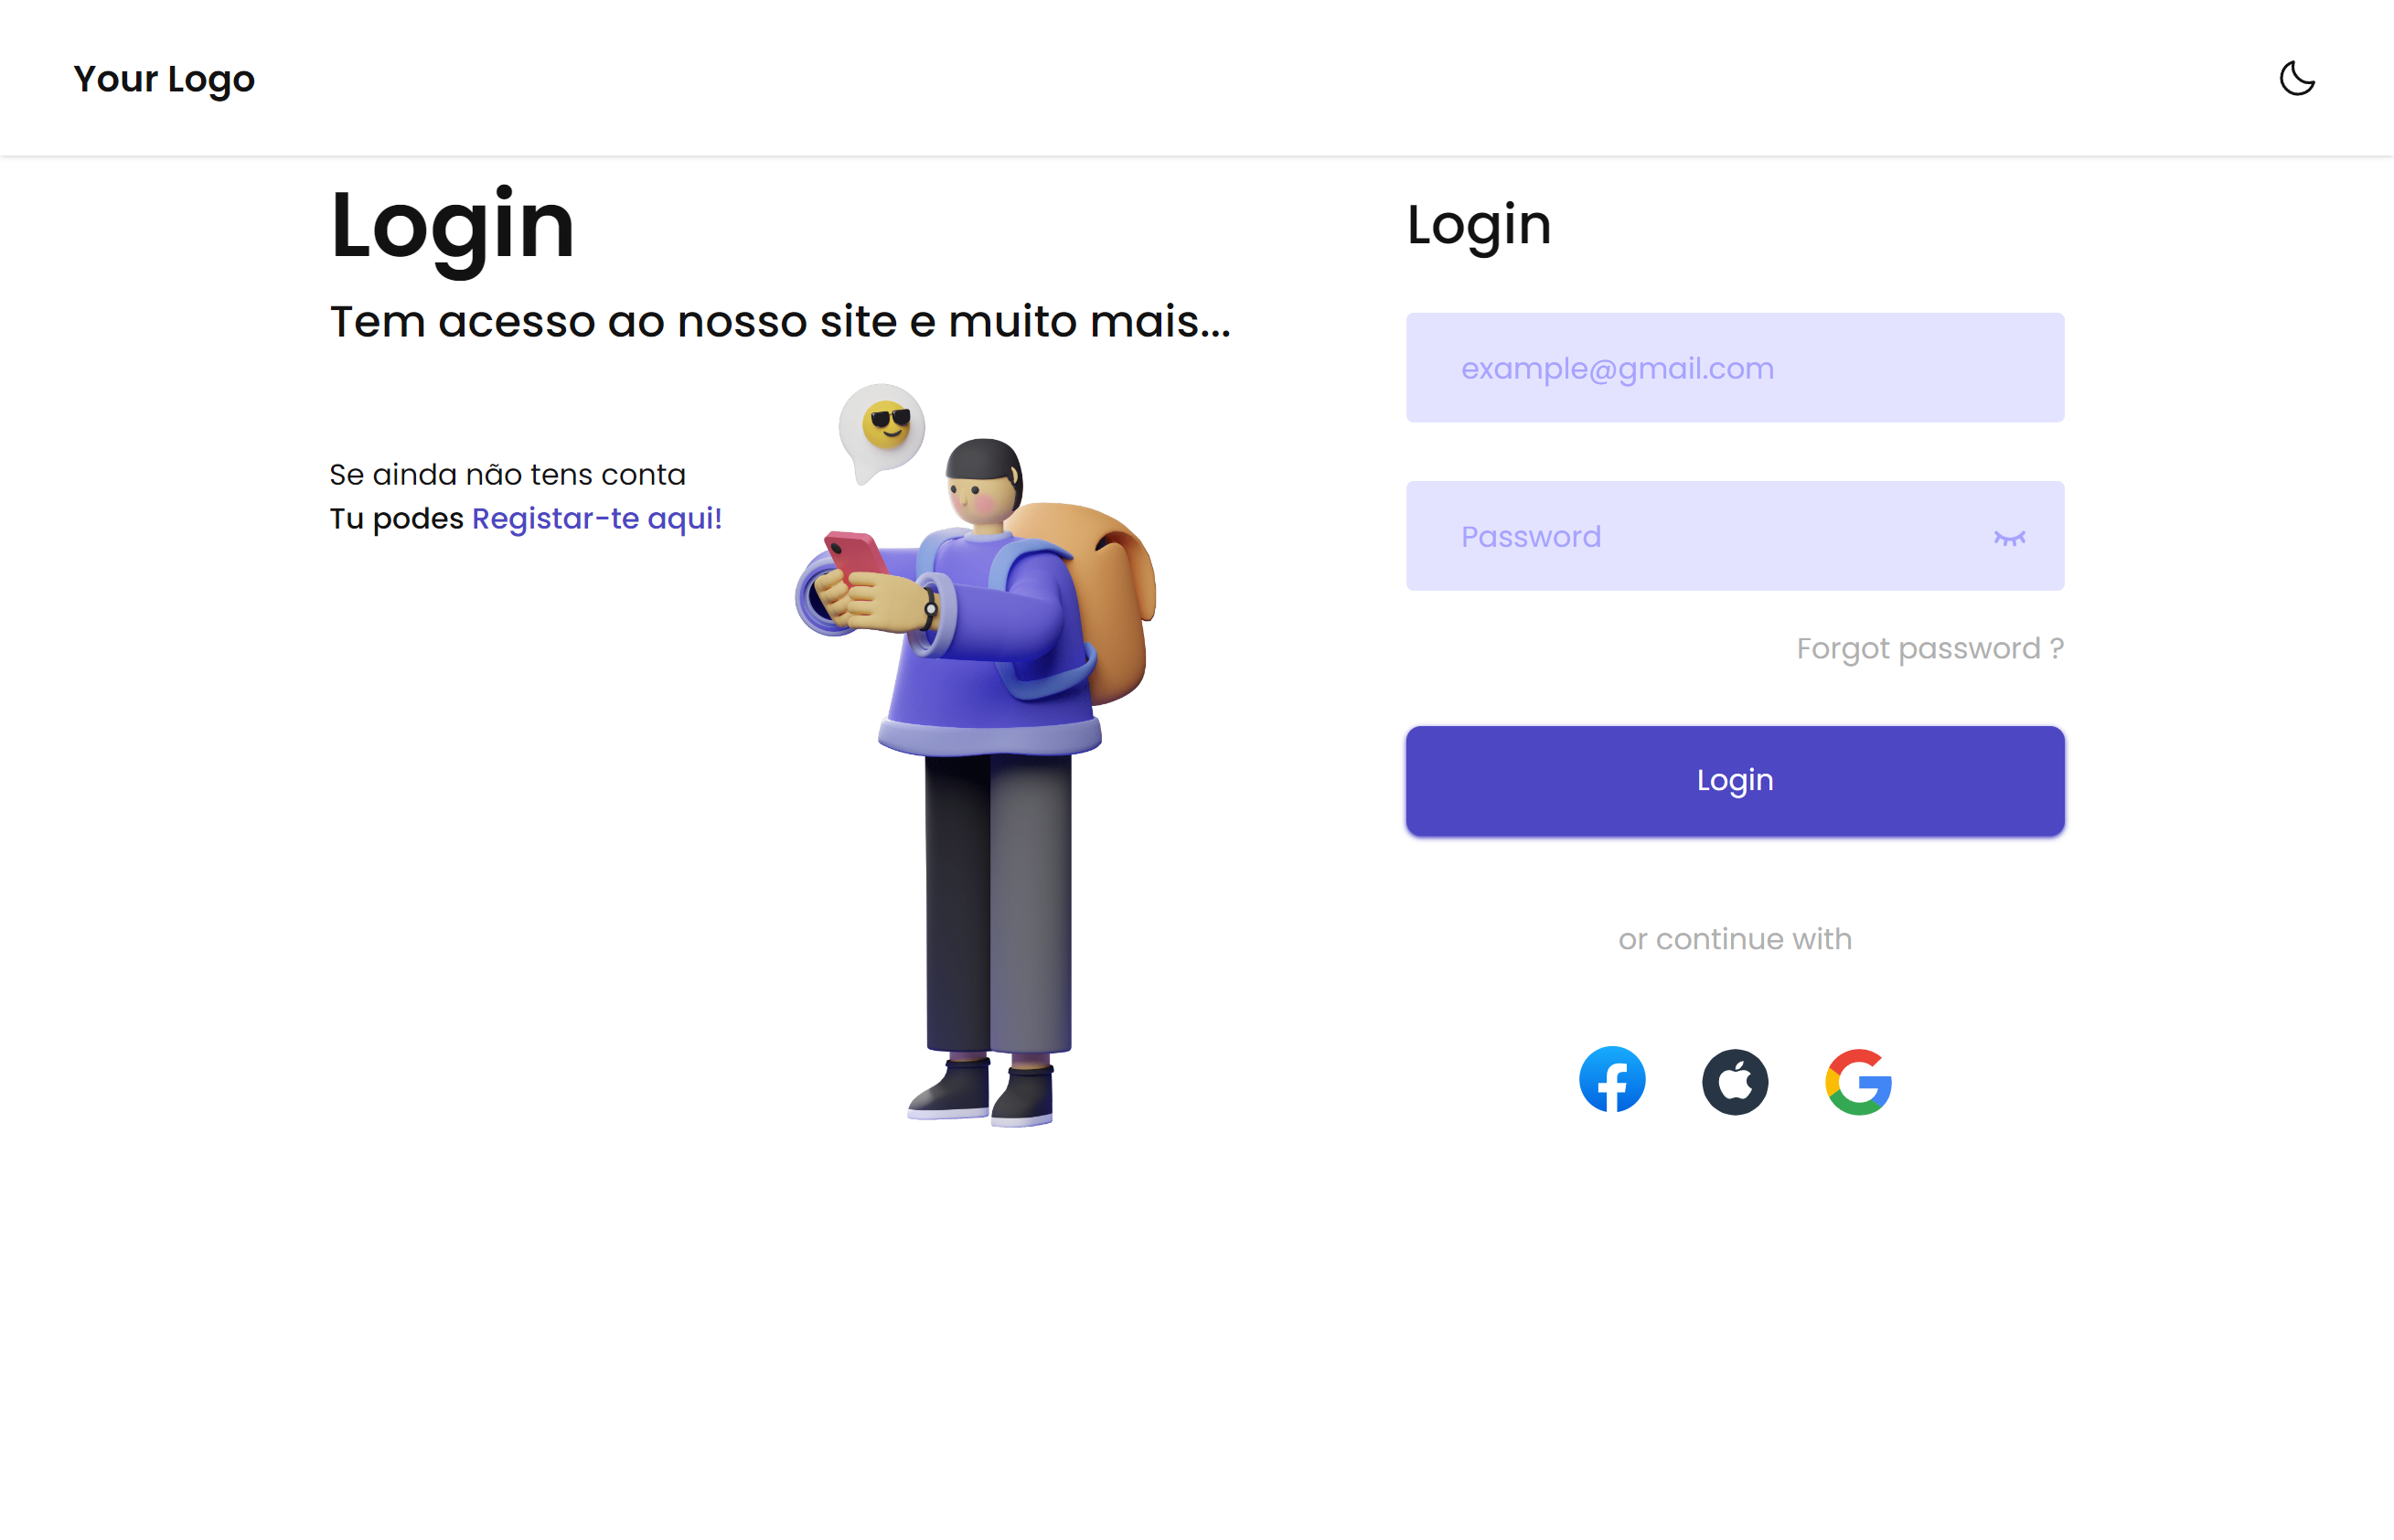 Your Logo
Login
Tem acesso ao nosso site e muito mais...
Se ainda não tens conta
Tu podes Registar-te aqui!
Login
example@gmail.com
Password
Forgot password ?
Login
or continue with